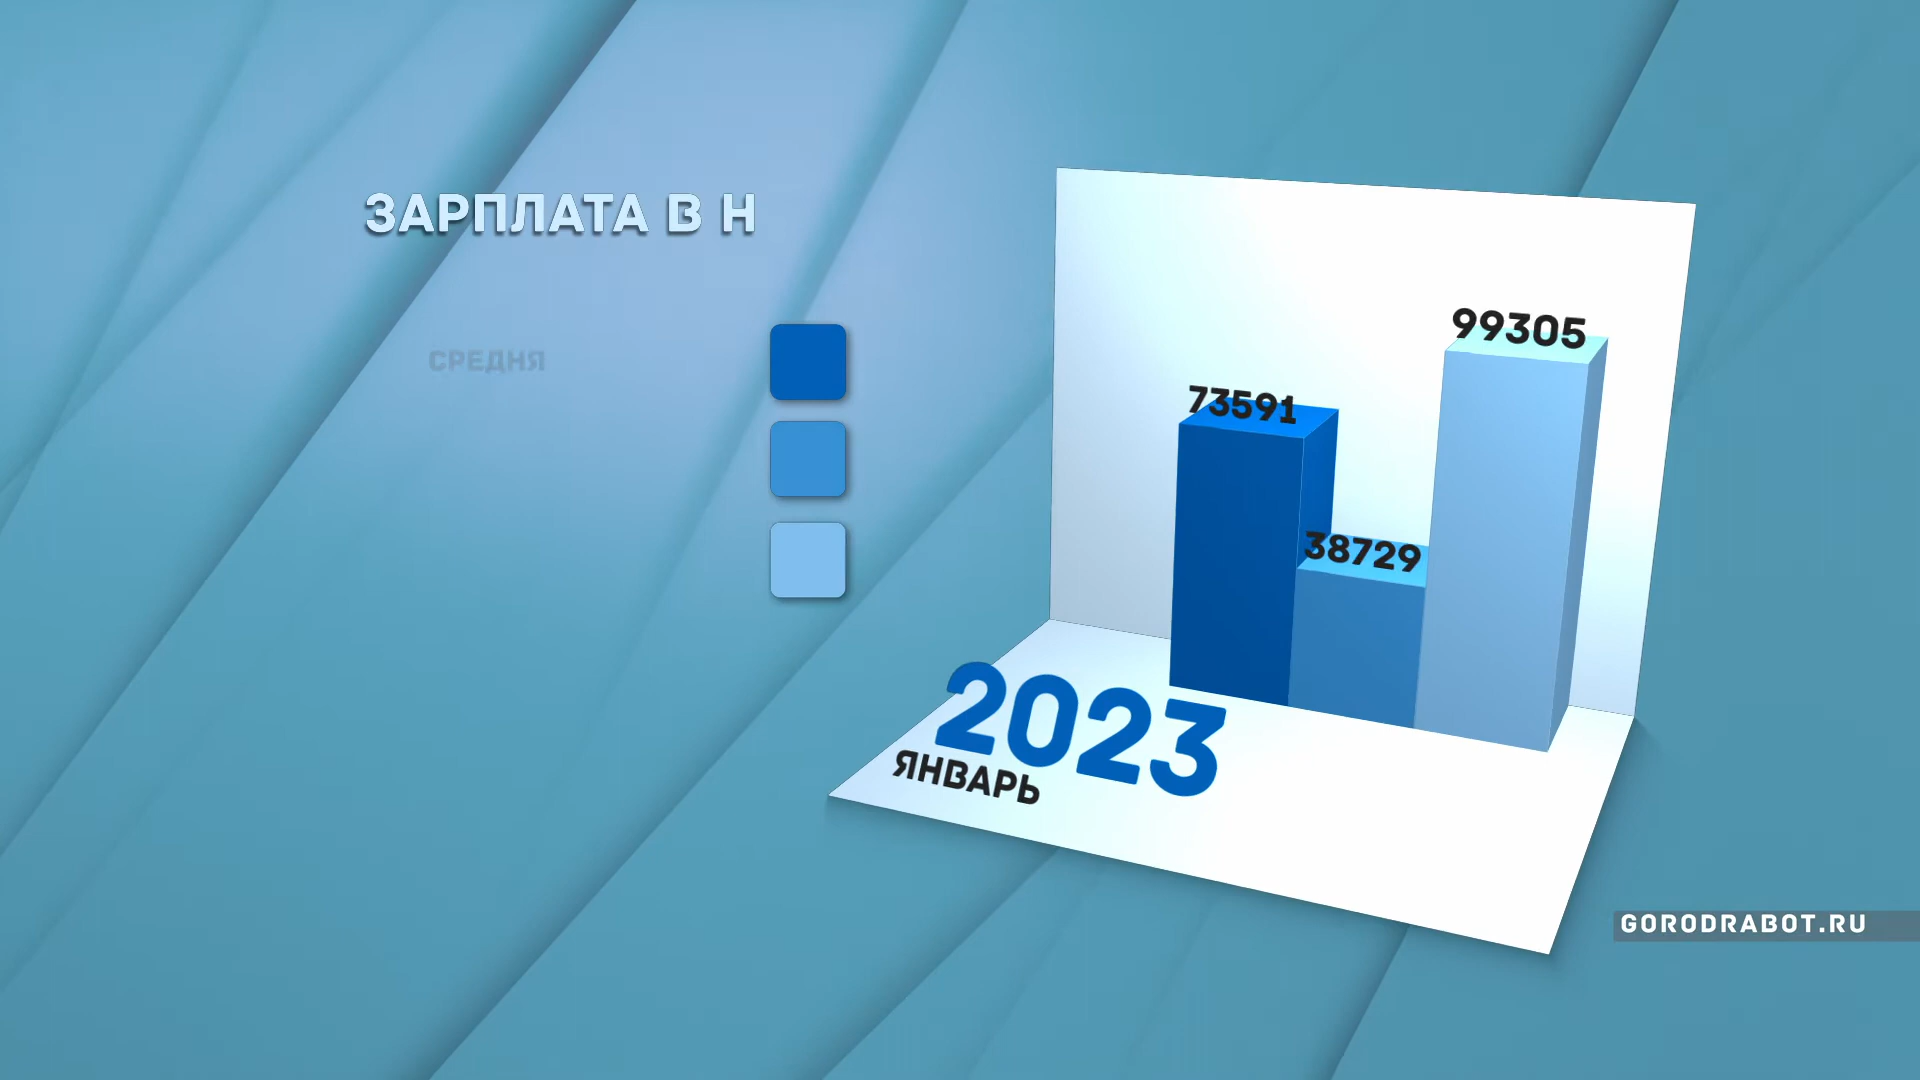 ЗАРПЛАТА В Н
СРЕДНЯ
99305
73591
38729
2023
ЯНВАРЬ
GORODRABOT.RU